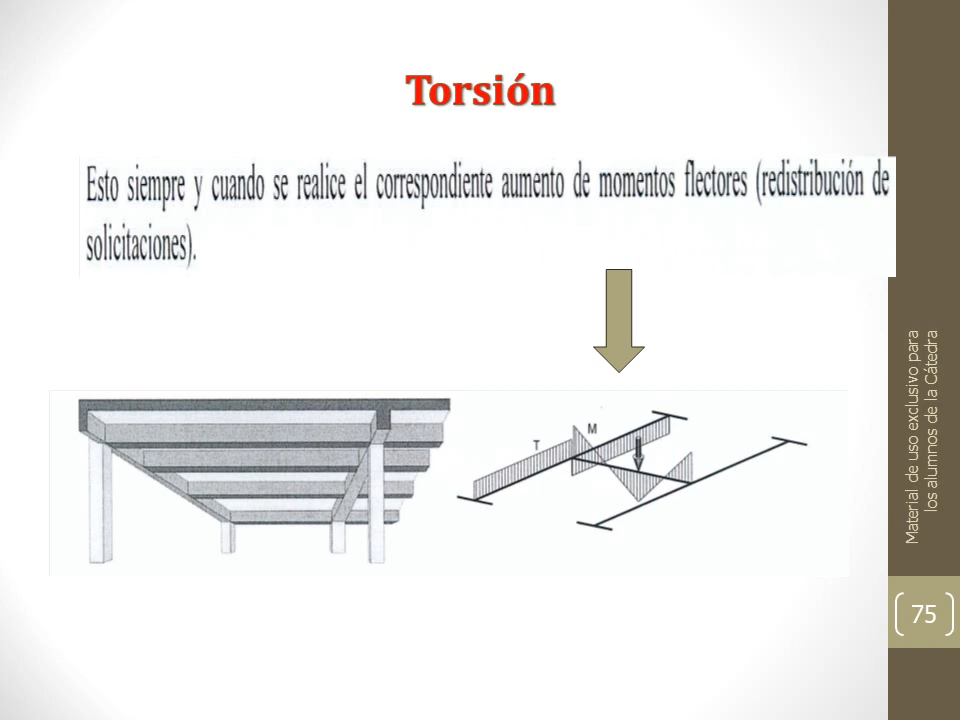 Torsión
Esto siempre y cuando se realice el correspondiente aumento de momentos flectores (redistribución de
solicitaciones).
T
M
Material de uso exclusivo para
los alumnos de la Cátedra
75